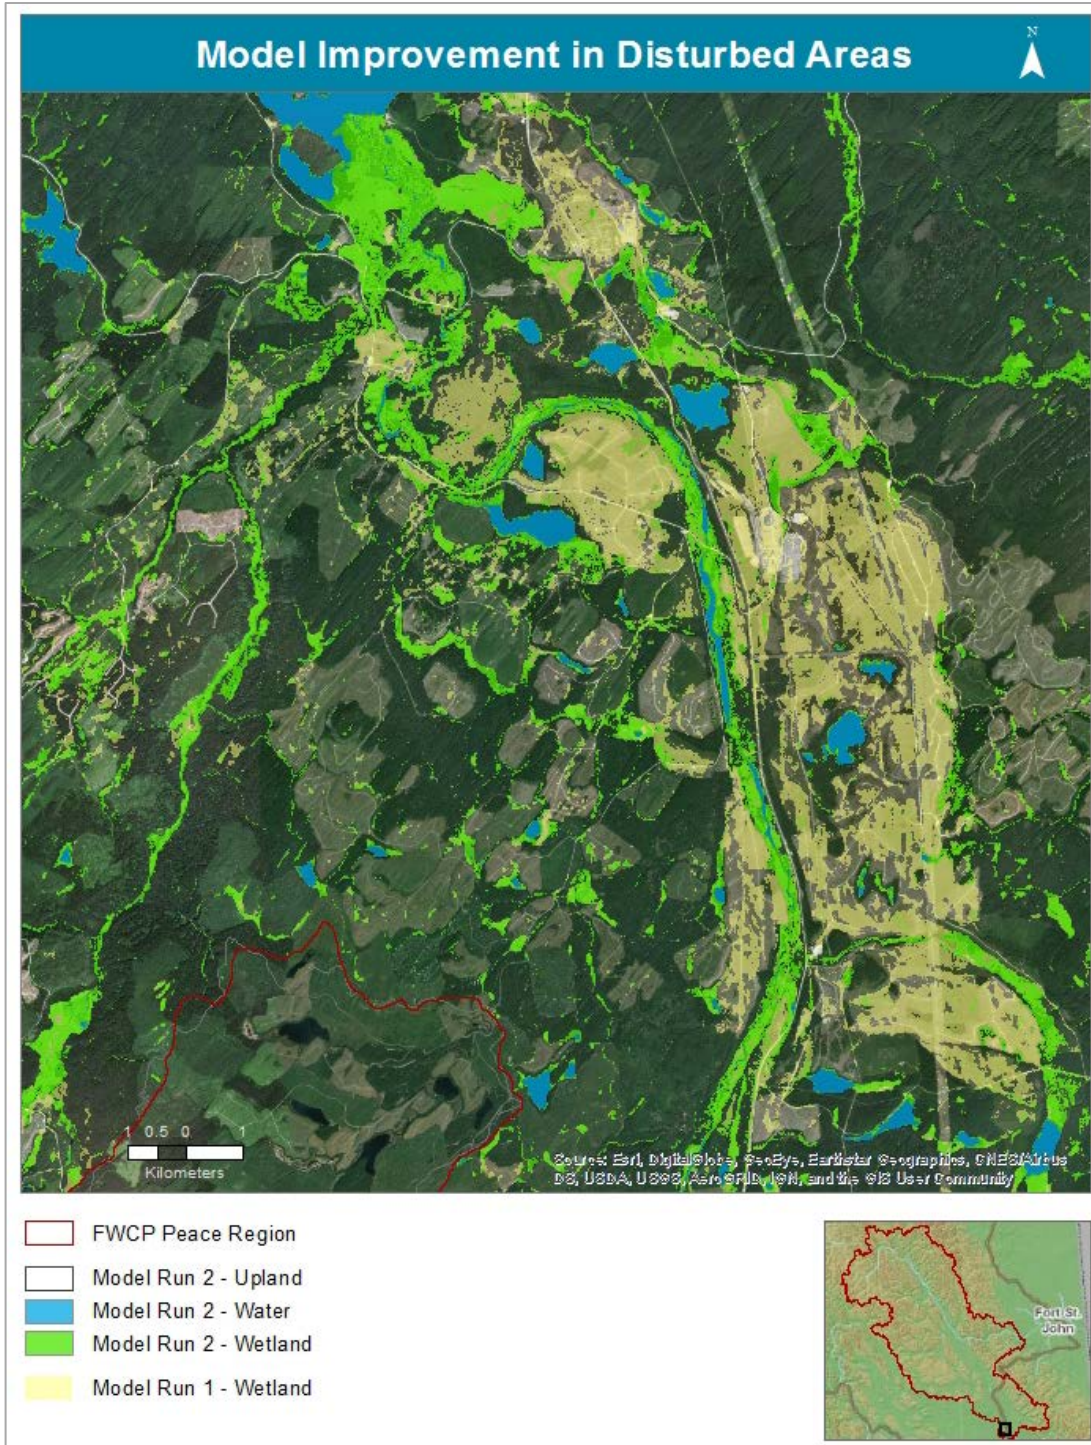 Model Improvement in Disturbed Areas
N
1 0.5 0 1
Kilometers
Source: Esri, DigitalGlobe, GeoEye, Earthstar Geographics, CNES/Airbus
DS, USDA, USGS, AeroGRID, IGN, and the GIS User Community
FWCP Peace Region
Model Run 2 - Upland
Model Run 2 - Water
Model Run 2 - Wetland
Model Run 1 - Wetland
Fort St.
John